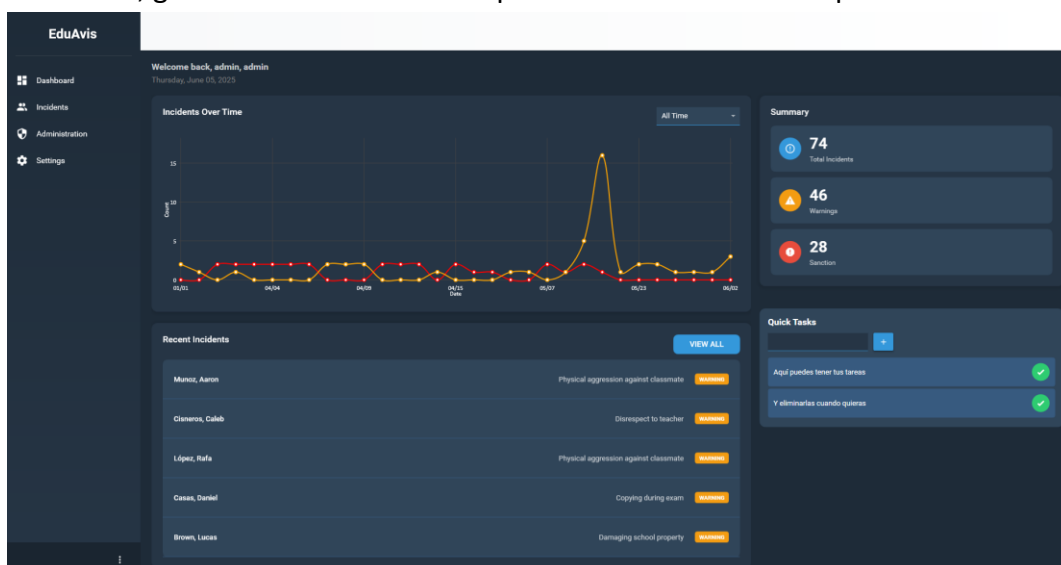 EduAvis
Dashboard
Incidents
Administration
Settings
Welcome back, admin, admin
Thursday, June 05, 2025
Incidents Over Time
All Time
Count
15
10
5
0
01/01 04/04 04/09 04/15 05/07 05/23 06/02
Date
Summary
74
Total Incidents
46
Warnings
28
Sanction
Recent Incidents
VIEW ALL
Munoz, Aaron Physical aggression against classmate WARNING
Cisneros, Caleb Disrespect to teacher WARNING
López, Rafa Physical aggression against classmate WARNING
Casas, Daniel Copying during exam WARNING
Brown, Lucas Damaging school property WARNING
Quick Tasks
+
Aquí puedes tener tus tareas
Y eliminarlas cuando quieras